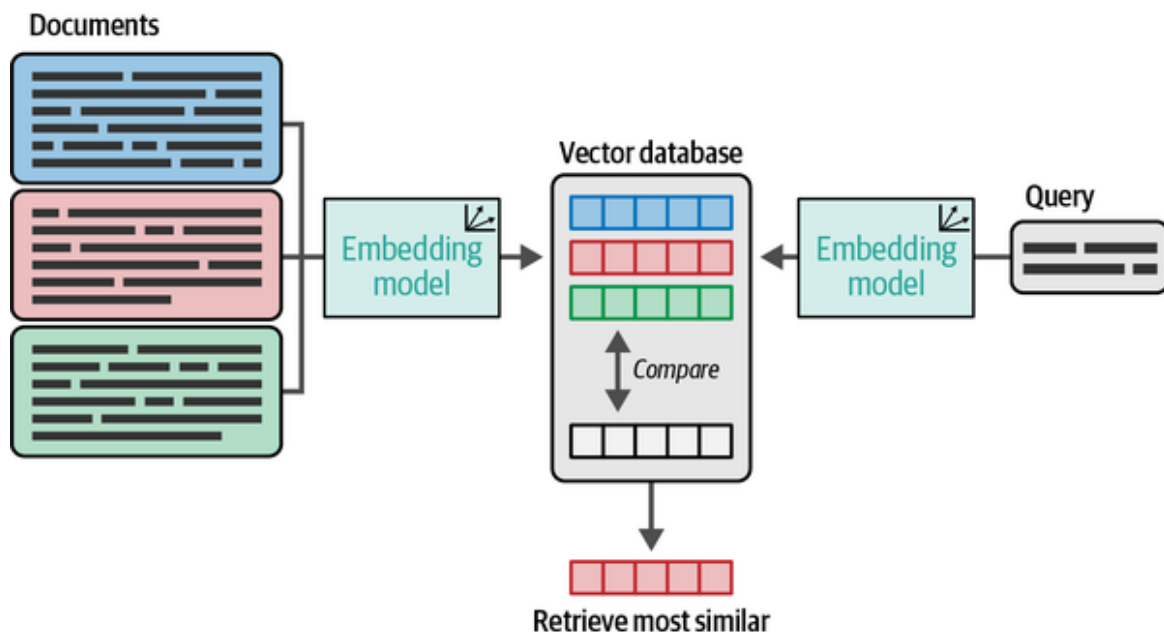 Documents
Vector database
Query
Embedding
model
Embedding
model
Compare
Retrieve most similar